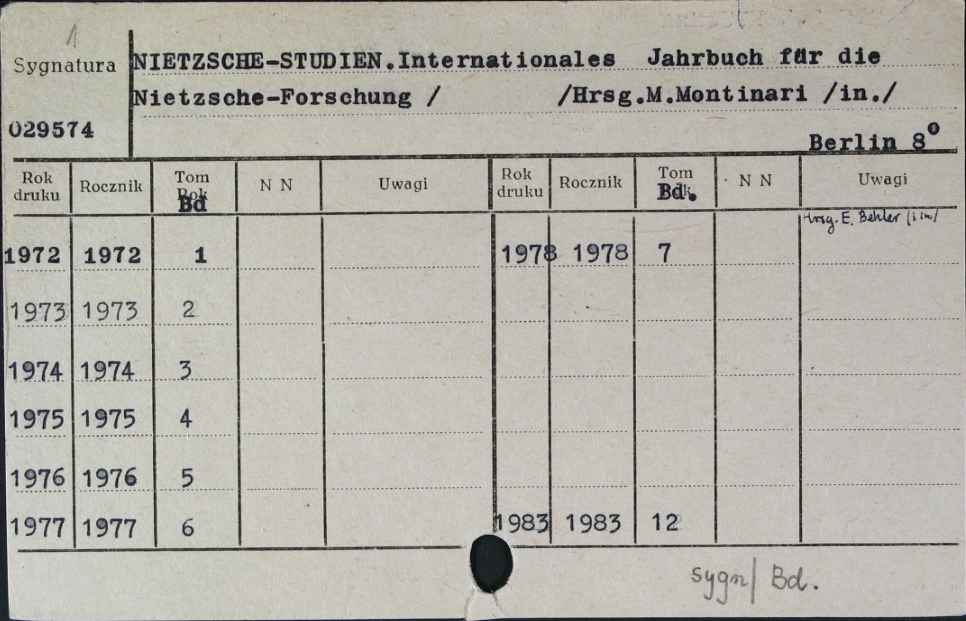 1
Sygnatura NIETZSCHE-STUDIEN.Internationales Jahrbuch für die
Nietzsche-Forschung / /Hrsg.M.Montinari /in./
029574
Berlin 8°
Rok druku Rocznik Tom Bd N N Uwagi Rok druku Rocznik Tom Bd. N N Uwagi
Hrsg. E. Behler (i in/
1972 1972 1 1978 1978 7
1973 1973 2
1974 1974 3
1975 1975 4
1976 1976 5
1977 1977 6 1983 1983 12
sygn/ Bd.